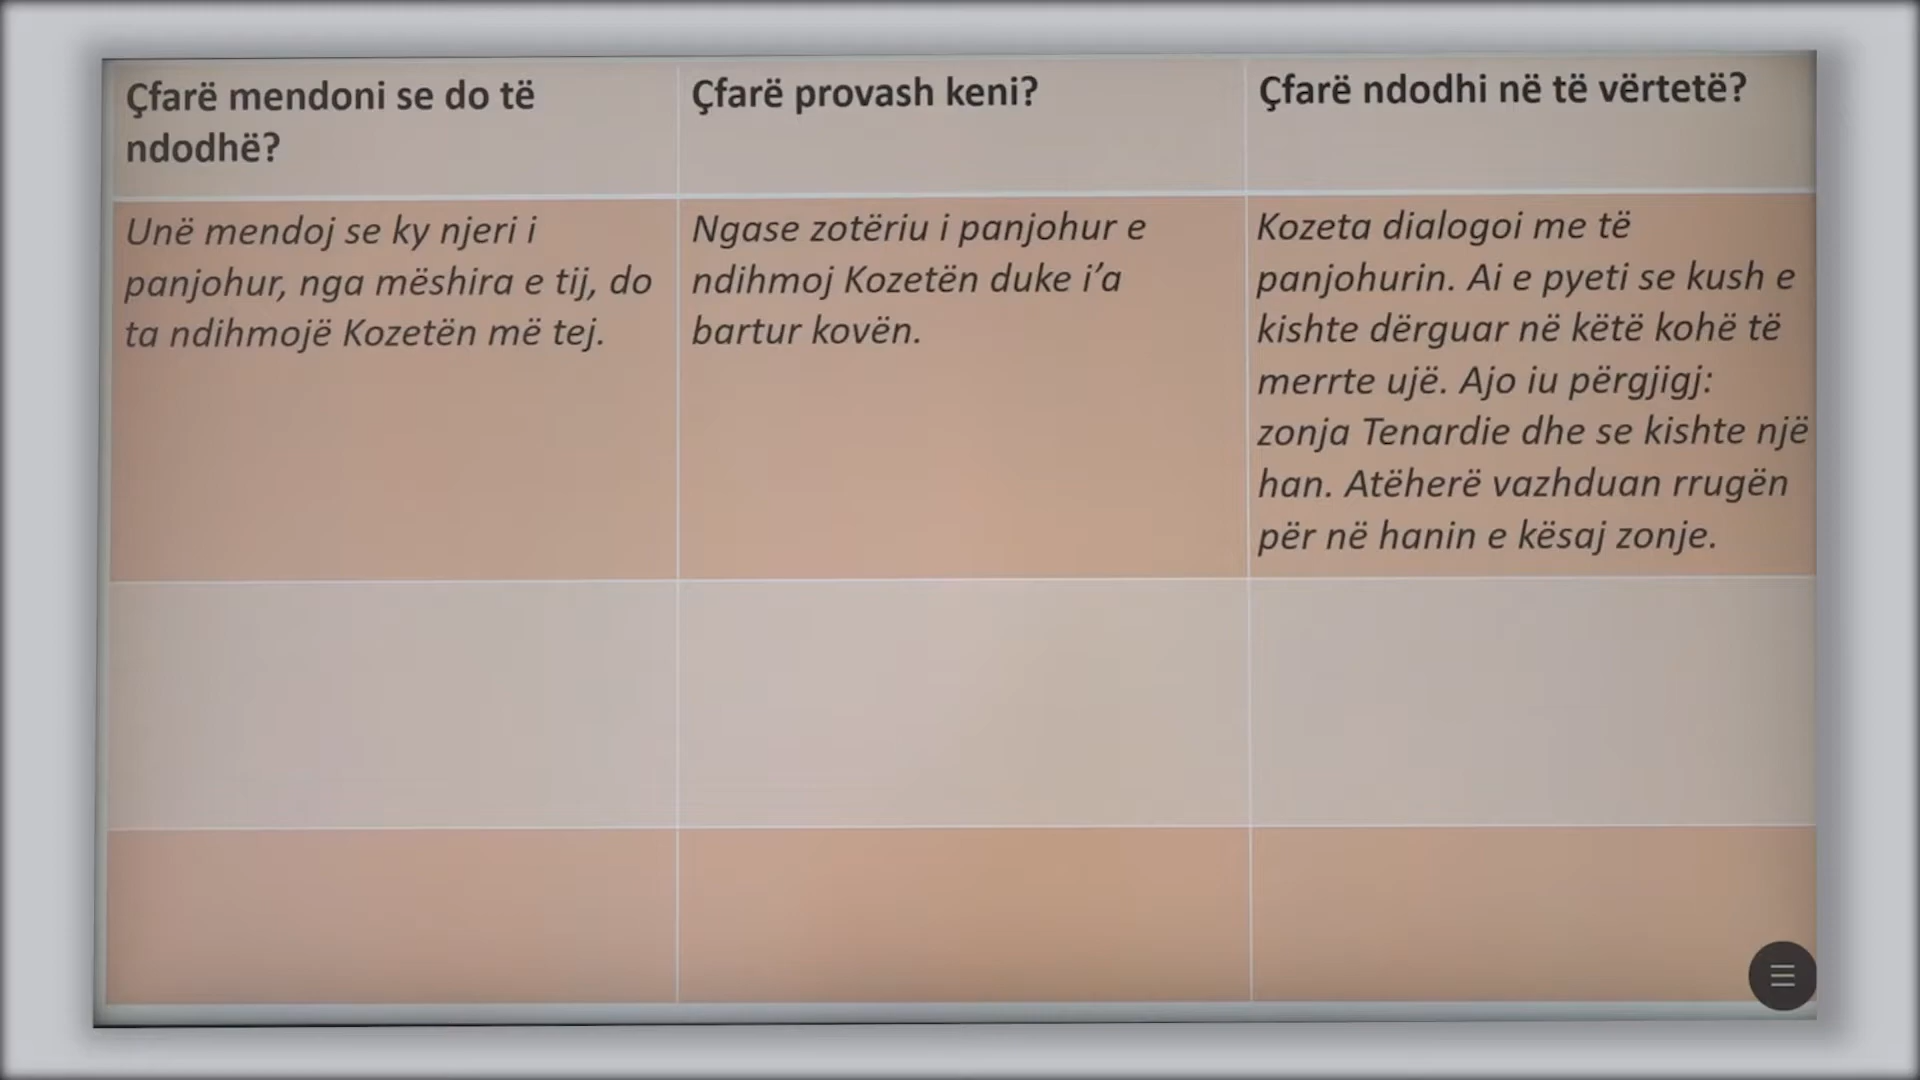 Çfarë mendoni se do të
ndodhë?
Çfarë provash keni?
Çfarë ndodhi në të vërtetë?
Unë mendoj se ky njeri i
panjohur, nga mëshira e tij, do
ta ndihmojë Kozetën më tej.
Ngase zotëriu i panjohur e
ndihmoj Kozetën duke i’a
bartur kovën.
Kozeta dialogoi me të
panjohurin. Ai e pyeti se kush e
kishte dërguar në këtë kohë të
merrte ujë. Ajo iu përgjigj:
zonja Tenardie dhe se kishte një
han. Atëherë vazhduan rrugën
për në hanin e kësaj zonje.